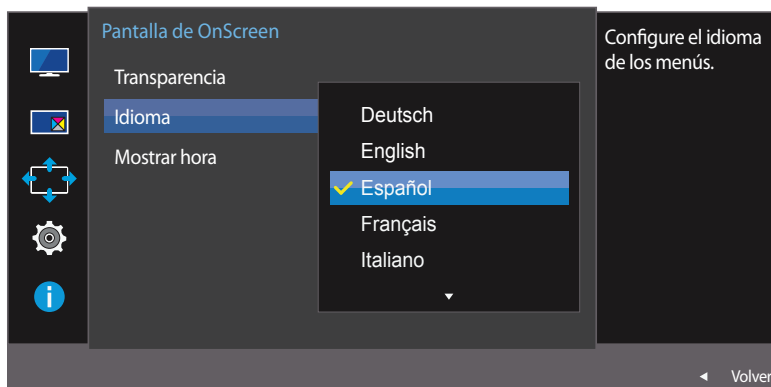 Pantalla de OnScreen
Transparencia
Idioma
Mostrar hora
Deutsch
English
Español
Français
Italiano
Configure el idioma
de los menús.
Volver